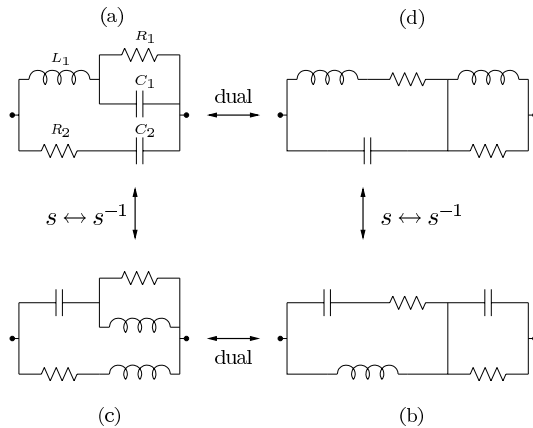 (a)
(d)
R1
L1
C1
dual
R2
C2
s ↔ s−1
s ↔ s−1
dual
(c)
(b)